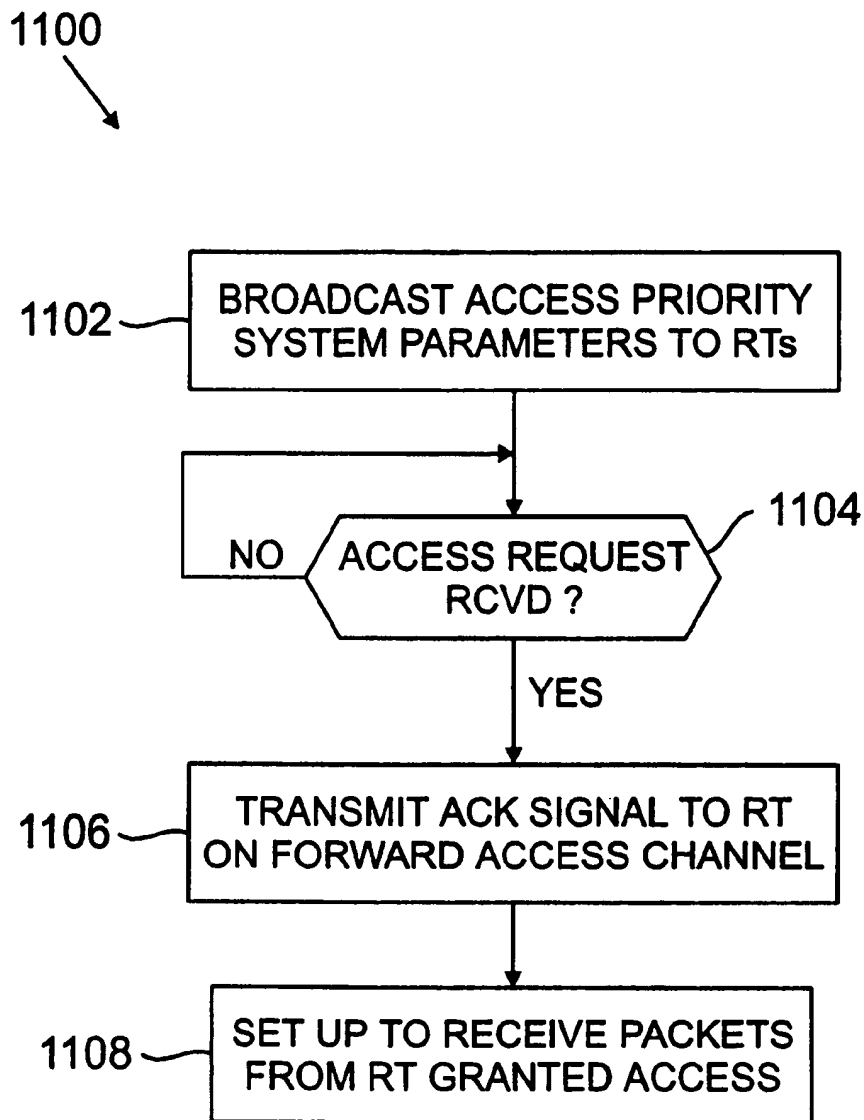 1100
1102
BROADCAST ACCESS PRIORITY
SYSTEM PARAMETERS TO RTs
1104
NO
ACCESS REQUEST
RCVD ?
YES
1106
TRANSMIT ACK SIGNAL TO RT
ON FORWARD ACCESS CHANNEL
1108
SET UP TO RECEIVE PACKETS
FROM RT GRANTED ACCESS